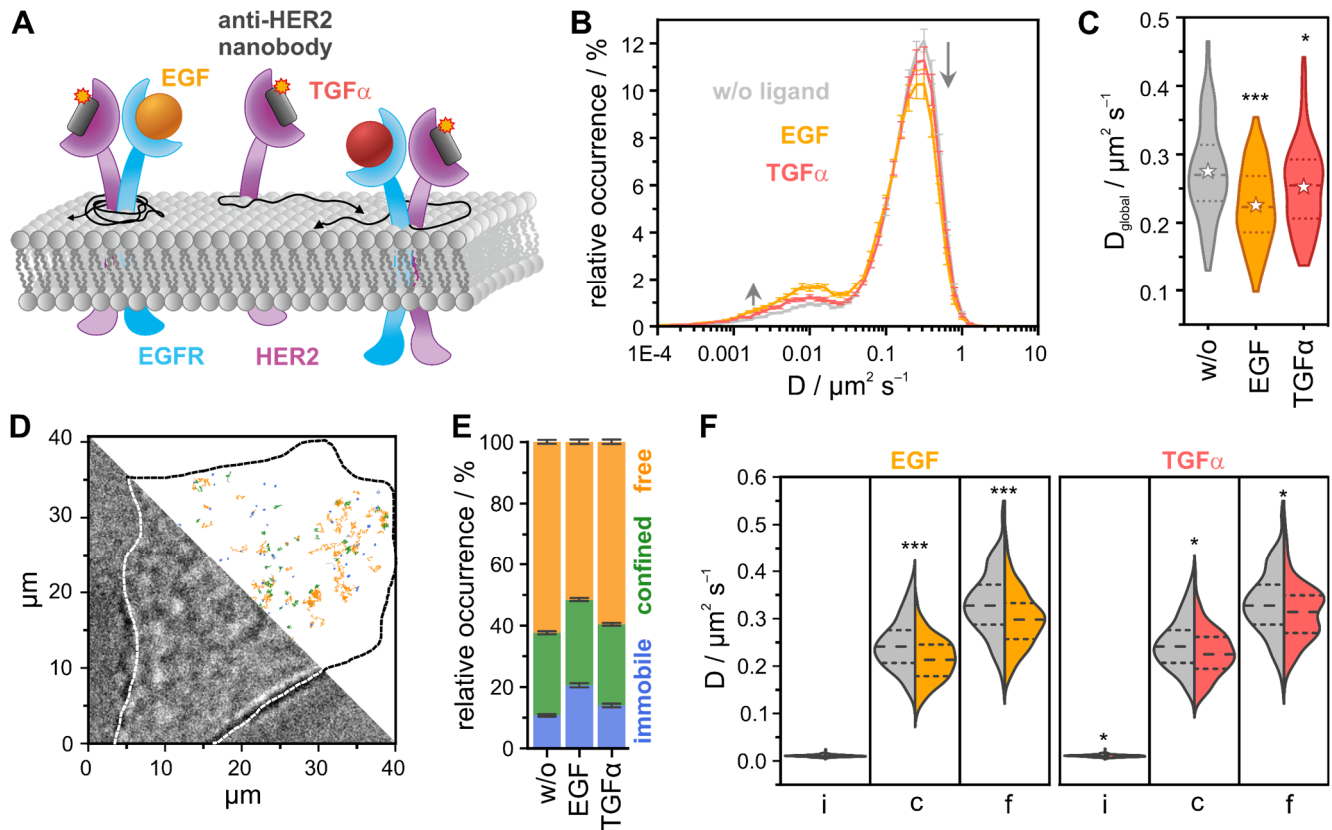 A
anti-HER2
nanobody
EGF
TGFα
EGFR
HER2
B
relative occurrence / %
12
10
8
6
4
2
0
w/o ligand
EGF
TGFα
1E-4
0.001
0.01
0.1
1
10
D / µm² s⁻¹
C
D_global / µm² s⁻¹
0.5
0.4
0.3
0.2
0.1
***
*
w/o
EGF
TGFα
D
µm
40
30
20
10
0
0
10
20
30
40
µm
E
relative occurrence / %
100
80
60
40
20
0
free
confined
immobile
w/o
EGF
TGFα
F
EGF
TGFα
D / µm² s⁻¹
0.6
0.5
0.4
0.3
0.2
0.1
0.0
***
***
*
*
*
i
c
f
i
c
f